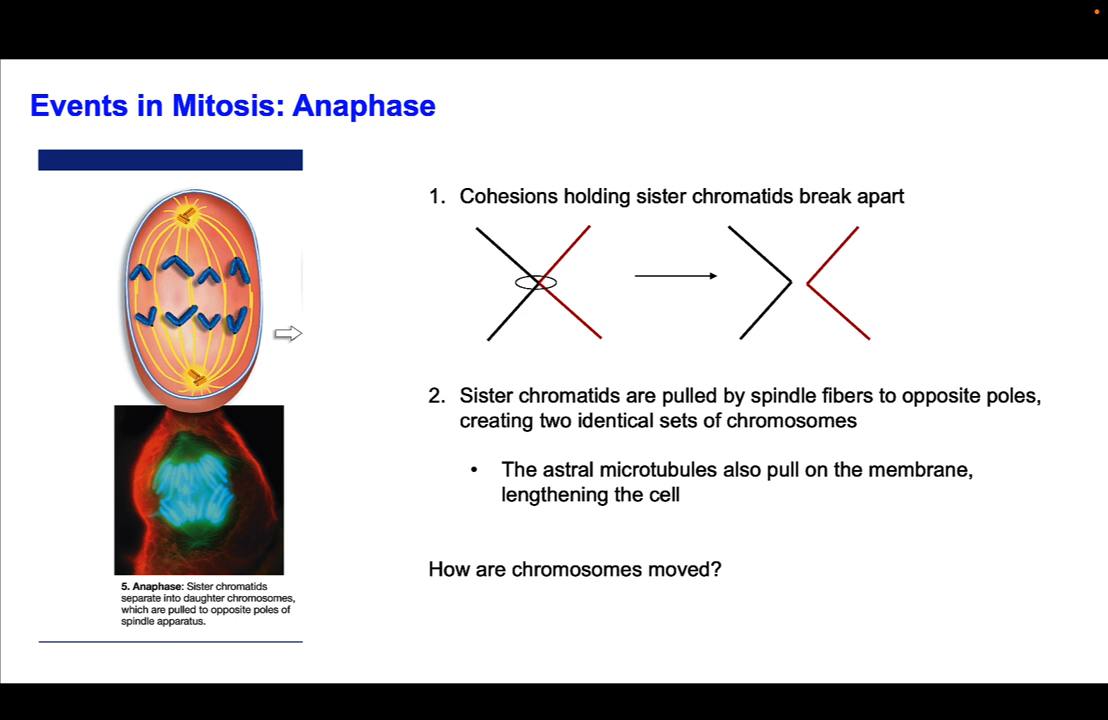 Events in Mitosis: Anaphase
1. Cohesions holding sister chromatids break apart
2. Sister chromatids are pulled by spindle fibers to opposite poles,
creating two identical sets of chromosomes
• The astral microtubules also pull on the membrane,
lengthening the cell
How are chromosomes moved?
5. Anaphase: Sister chromatids
separate into daughter chromosomes,
which are pulled to opposite poles of
spindle apparatus.